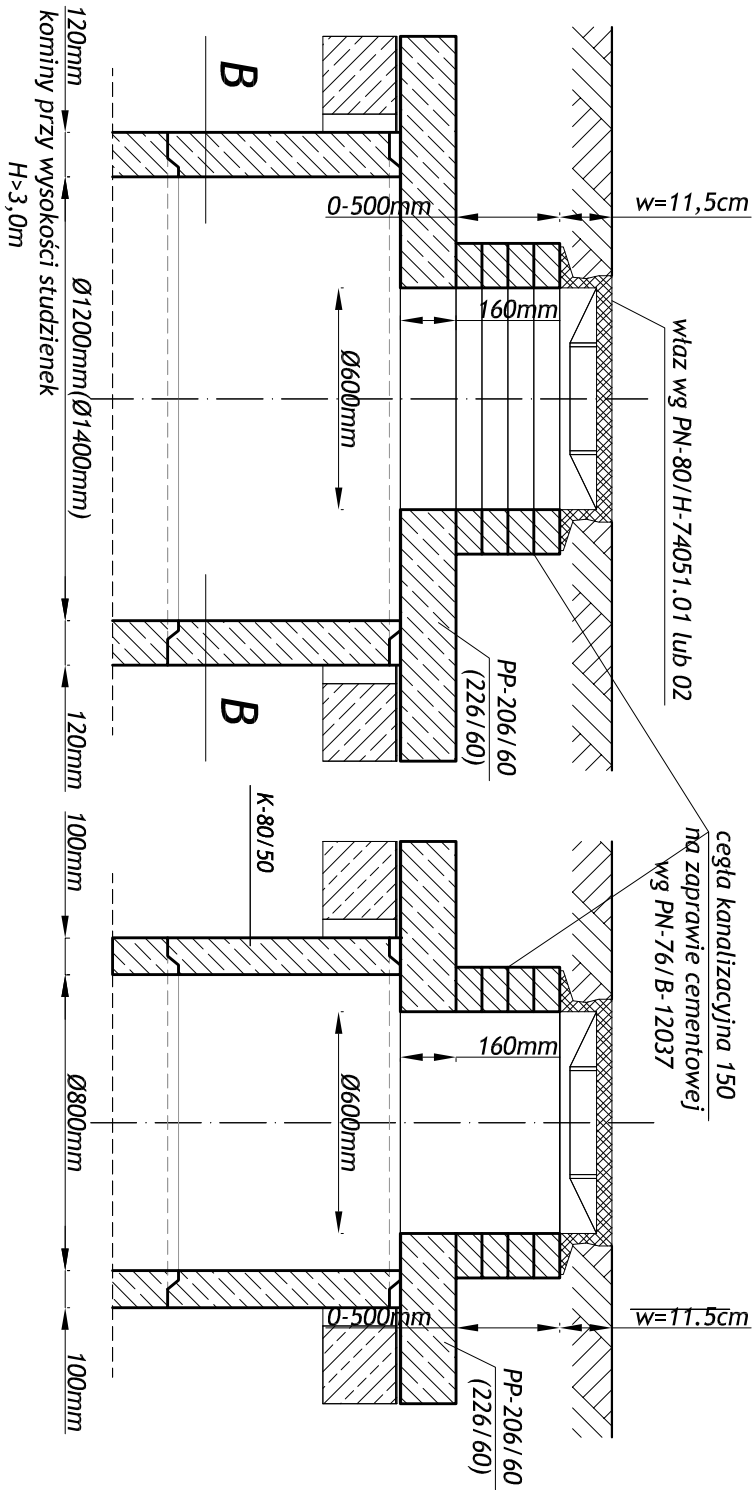 w=11,5cm
właz wg PN-80/H-74051.01 lub 02
cegła kanalizacyjna 150
na zaprawie cementowej
wg PN-76/B-12037
w=11.5cm
0-500mm
160mm
Ø600mm
PP-206/60
(226/60)
160mm
Ø600mm
0-500mm
PP-206/60
(226/60)
B
B
K-80/50
120mm
Ø1200mm(Ø1400mm)
120mm
100mm
Ø800mm
100mm
kominy przy wysokości studzienek
H>3,0m